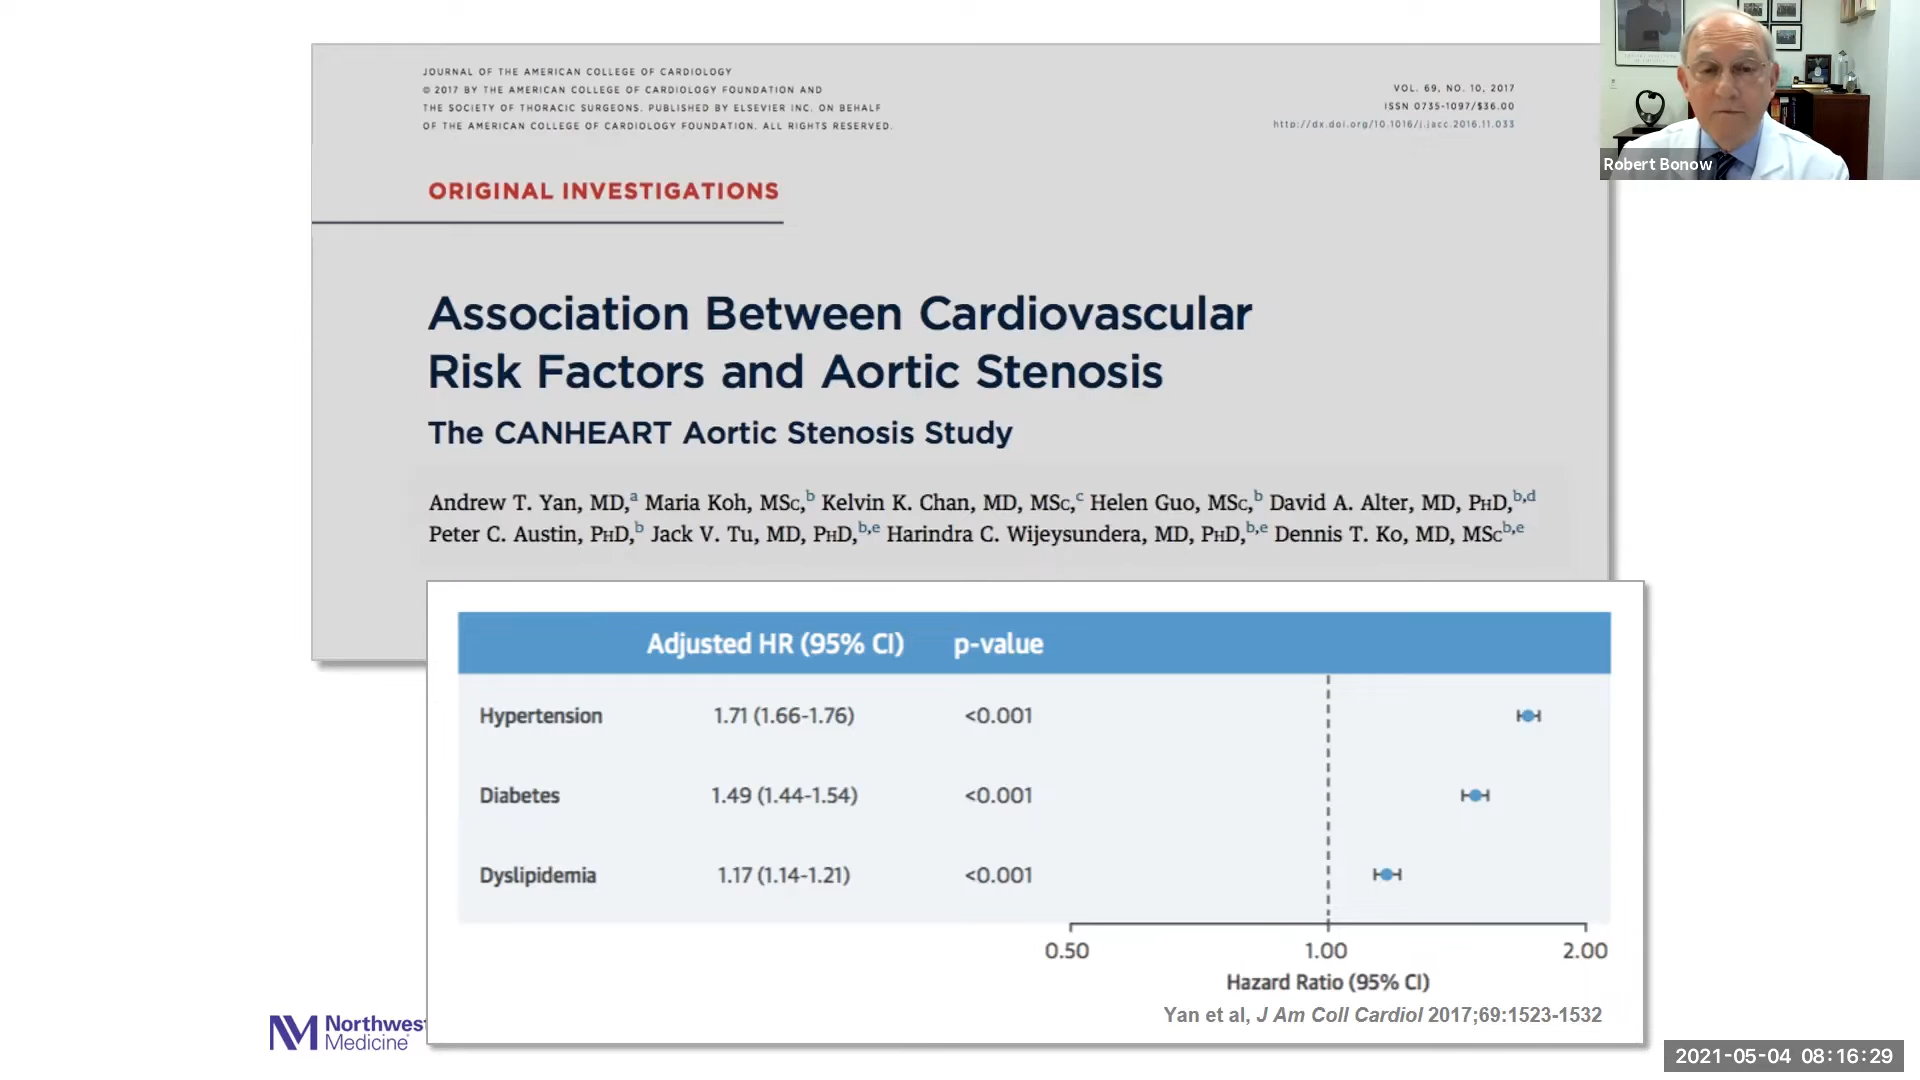 JOURNAL OF THE AMERICAN COLLEGE OF CARDIOLOGY
© 2017 BY THE AMERICAN COLLEGE OF CARDIOLOGY FOUNDATION AND
THE SOCIETY OF THORACIC SURGEONS. PUBLISHED BY ELSEVIER INC. ON BEHALF
OF THE AMERICAN COLLEGE OF CARDIOLOGY FOUNDATION. ALL RIGHTS RESERVED.
VOL. 69, NO. 10, 2017
ISSN 0735-1097/$36.00
http://dx.doi.org/10.1016/j.jacc.2016.11.033
Robert Bonow
ORIGINAL INVESTIGATIONS
Association Between Cardiovascular
Risk Factors and Aortic Stenosis
The CANHEART Aortic Stenosis Study
Andrew T. Yan, MD,a Maria Koh, MSc,b Kelvin K. Chan, MD, MSc,c Helen Guo, MSc,b David A. Alter, MD, PhD,b,d
Peter C. Austin, PhD,b Jack V. Tu, MD, PhD,b,e Harindra C. Wijeysundera, MD, PhD,b,e Dennis T. Ko, MD, MScb,e
Adjusted HR (95% CI) p-value
Hypertension 1.71 (1.66-1.76) <0.001
Diabetes 1.49 (1.44-1.54) <0.001
Dyslipidemia 1.17 (1.14-1.21) <0.001
0.50 1.00 2.00
Hazard Ratio (95% CI)
Yan et al, J Am Coll Cardiol 2017;69:1523-1532
Northwes
Medicine
2021-05-04 08:16:29